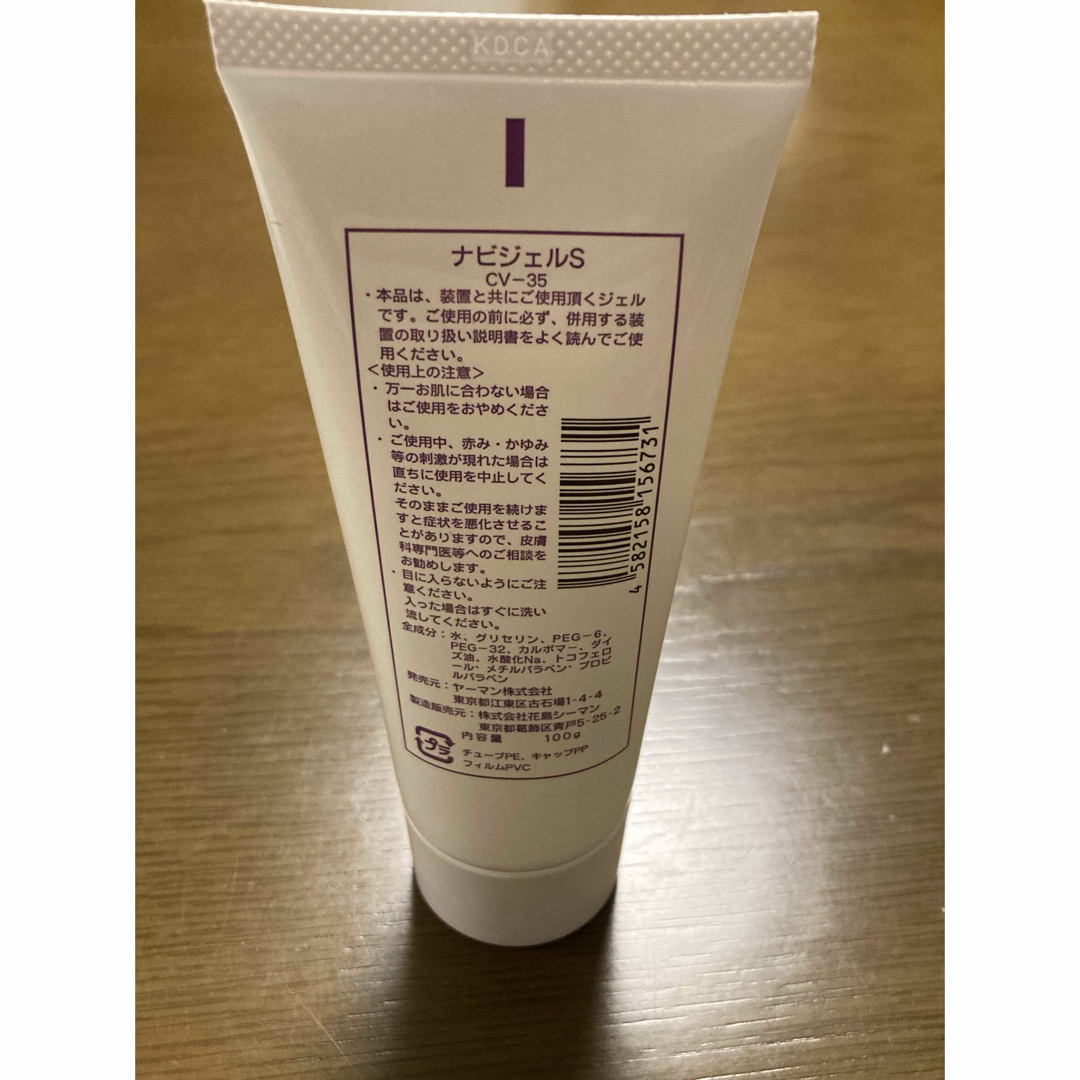 KDCA
ナビジェルS
CV-35
・本品は、装置と共にご使用頂くジェル
です。ご使用の前に必ず、併用する装
置の取り扱い説明書をよく読んでご使
用ください。
<使用上の注意>
・万一お肌に合わない場合
はご使用をおやめくださ
い。
・ご使用中、赤み・かゆみ
等の刺激が現れた場合は
直ちに使用を中止してく
ださい。
そのままご使用を続けま
すと症状を悪化させるこ
とがありますので、皮膚
科専門医等へのご相談を
お勧めします。
・目に入らないようにご注
意ください。
入った場合はすぐに洗い
流してください。
全成分：水、グリセリン、PEG-6、
PEG-32、カルボマー、ダイ
ズ油、水酸化Na、トコフェロ
ール・メチルパラベン・プロピ
ルパラベン
発売元：ヤーマン株式会社
東京都江東区古石場1-4-4
製造販売元：株式会社花島シーマン
東京都葛飾区青戸5-25-2
内容量 100g
プラ
チューブPE、キャップPP
フィルムPVC
4582158156731